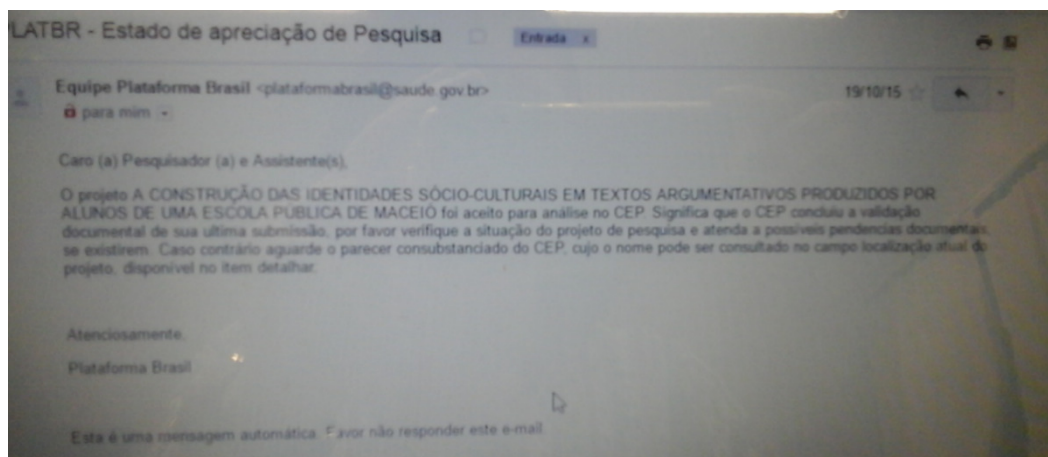 LATBR - Estado de apreciação de Pesquisa Entrada x
Equipe Plataforma Brasil <plataformabrasil@saude.gov.br> 19/10/15
para mim
Caro (a) Pesquisador (a) e Assistente(s),
O projeto A CONSTRUÇÃO DAS IDENTIDADES SÓCIO-CULTURAIS EM TEXTOS ARGUMENTATIVOS PRODUZIDOS POR
ALUNOS DE UMA ESCOLA PÚBLICA DE MACEIÓ foi aceito para análise no CEP. Significa que o CEP concluiu a validação
documental de sua ultima submissão, por favor verifique a situação do projeto de pesquisa e atenda a possíveis pendencias documentais,
se existirem. Caso contrário aguarde o parecer consubstanciado do CEP, cujo o nome pode ser consultado no campo localização atual do
projeto, disponível no item detalhar.
Atenciosamente,
Plataforma Brasil
Esta é uma mensagem automática. Favor não responder este e-mail.